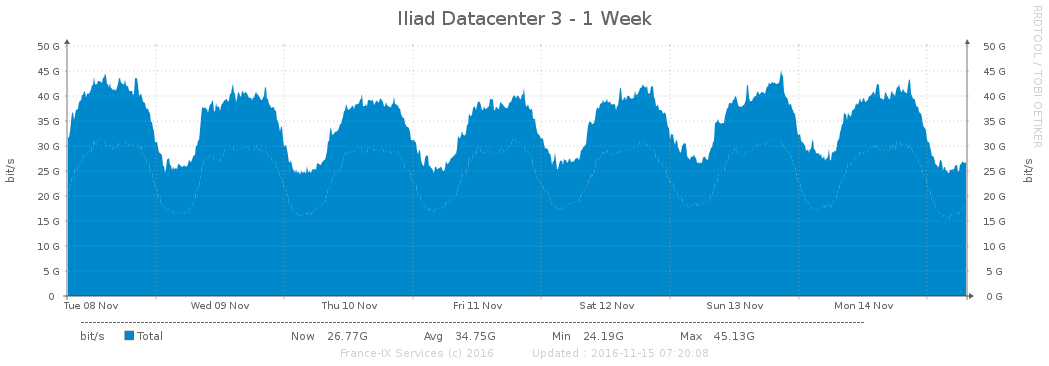 Iliad Datacenter 3 - 1 Week
RRDTOOL / TOBI OETIKER
50 G 50 G
45 G 45 G
40 G 40 G
35 G 35 G
30 G 30 G
25 G 25 G
20 G 20 G
15 G 15 G
10 G 10 G
5 G 5 G
0 0 G
bit/s bit/s
Tue 08 Nov Wed 09 Nov Thu 10 Nov Fri 11 Nov Sat 12 Nov Sun 13 Nov Mon 14 Nov
bit/s Total Now 26.77G Avg 34.75G Min 24.19G Max 45.13G
France-IX Services (c) 2016 Updated : 2016-11-15 07:20:08